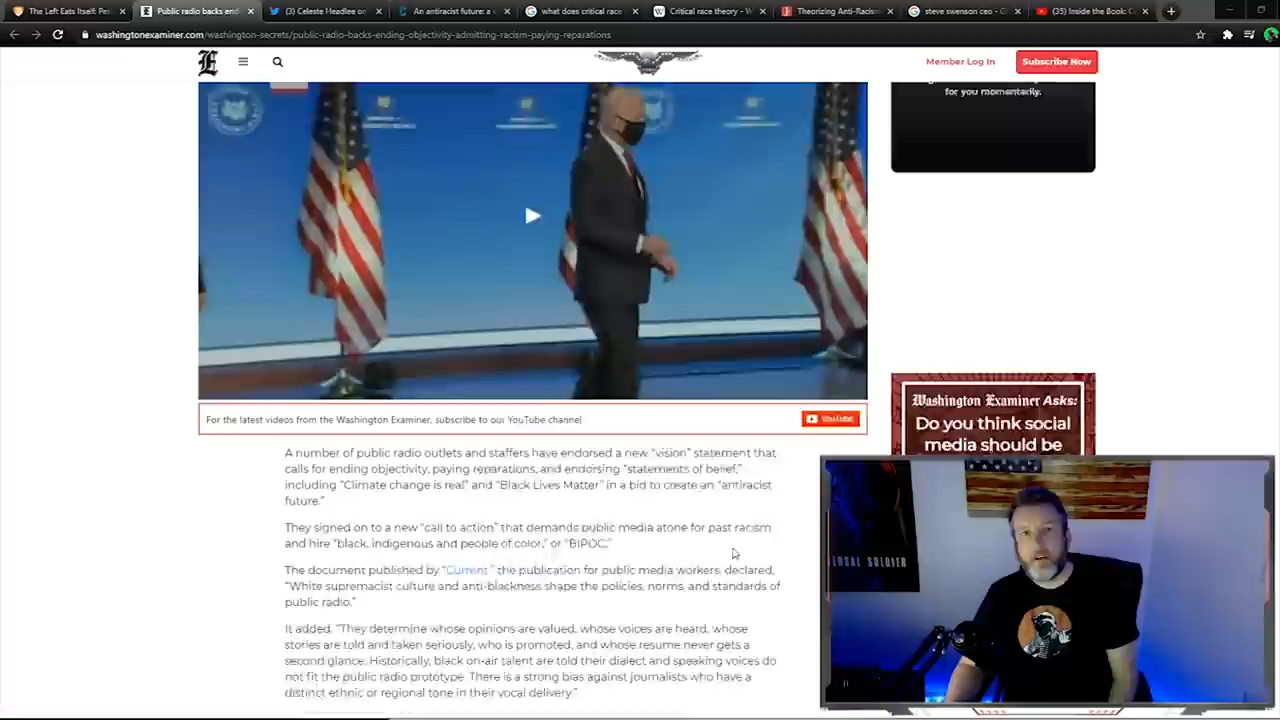 The Left Eats Itself: Per
Public radio backs endi
(3) Celeste Headlee on
An antiracist future: a v
what does critical race
Critical race theory - W
Theorizing Anti-Racis
steve swenson ceo - G
(35) Inside the Book: C
washingtonexaminer.com/washington-secrets/public-radio-backs-ending-objectivity-admitting-racism-paying-reparations
E
Member Log In
Subscribe Now
for you momentarily.
For the latest videos from the Washington Examiner, subscribe to our YouTube channel
YouTube
A flood of public radio outlets and staffers have endorsed a new "vision" statement that
calls for ending objectivity, paying reparations, and endorsing "statements of belief,"
including "Climate change is real" and "Black Lives Matter" in a bid to create an "antiracist
future."
They signed on to a new "call to action" that demands public media atone for past racism
and hire "black, indigenous and people of color," or "BIPOC."
The document published by "Current," the publication for public media workers, declared,
"White supremacist culture and anti-blackness shape the policies, norms, and standards of
public radio."
It added, "They determine whose opinions are valued, whose voices are heard, whose
stories are told and taken seriously, who is promoted, and whose resume never gets a
second glance. Historically, black on-air talent are told their dialect and speaking voices do
not fit the public radio prototype. There is a strong bias against journalists who have a
distinct ethnic or regional tone in their vocal delivery."
Washington Examiner Asks:
Do you think social
media should be
SOLDIER